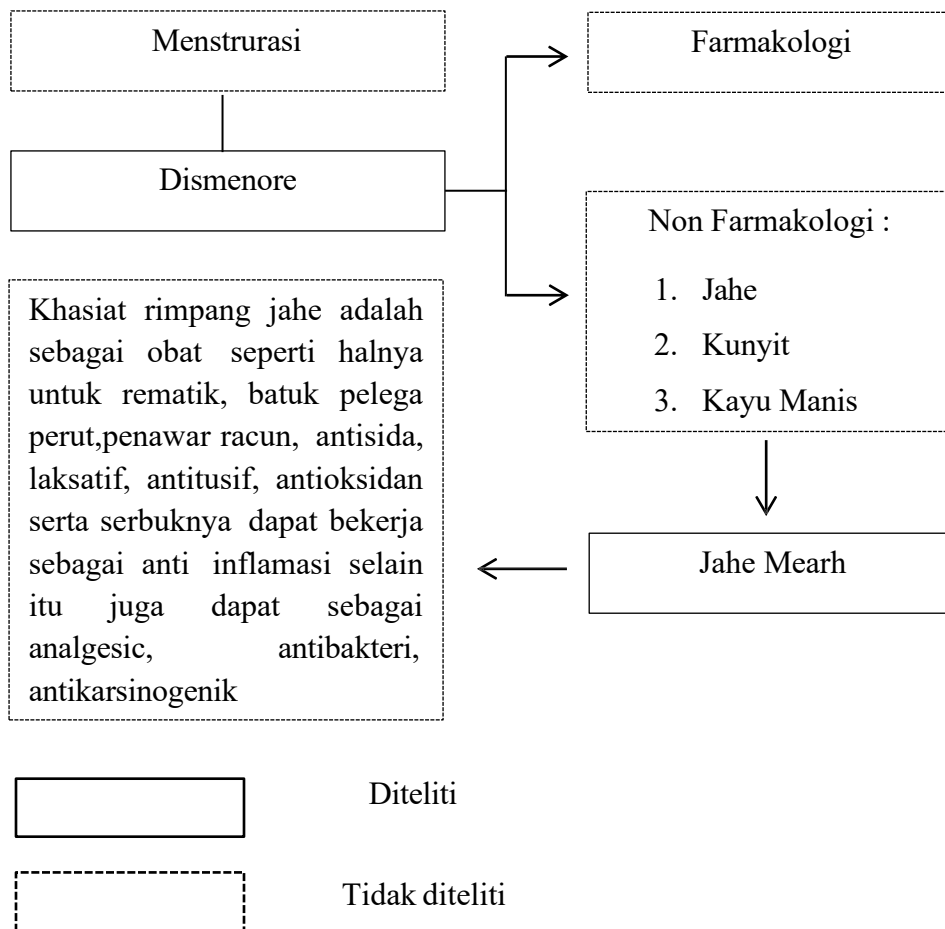 Menstrurasi
Farmakologi
Dismenore
Non Farmakologi :
1. Jahe
2. Kunyit
3. Kayu Manis
Khasiat rimpang jahe adalah
sebagai obat seperti halnya
untuk rematik, batuk pelega
perut,penawar racun, antisida,
laksatif, antitusif, antioksidan
serta serbuknya dapat bekerja
sebagai anti inflamasi selain
itu juga dapat sebagai
analgesic, antibakteri,
antikarsinogenik
Jahe Mearh
Diteliti
Tidak diteliti